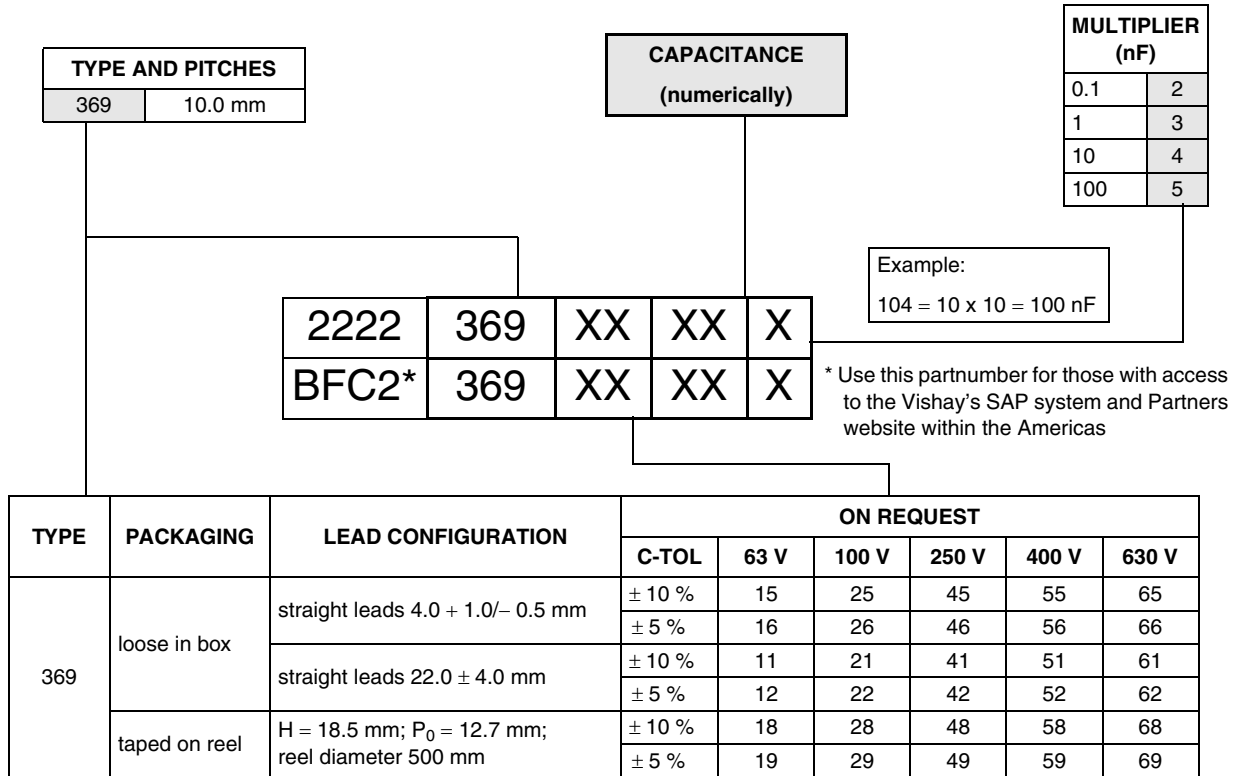 MULTIPLIER
(nF)
0.1 2
1 3
10 4
100 5
TYPE AND PITCHES
369 10.0 mm
CAPACITANCE
(numerically)
Example:
104 = 10 x 10 = 100 nF
2222 369 XX XX X
BFC2* 369 XX XX X
* Use this partnumber for those with access
to the Vishay's SAP system and Partners
website within the Americas
TYPE PACKAGING LEAD CONFIGURATION ON REQUEST
C-TOL 63 V 100 V 250 V 400 V 630 V
369 loose in box straight leads 4.0 + 1.0/− 0.5 mm ± 10 % 15 25 45 55 65
± 5 % 16 26 46 56 66
straight leads 22.0 ± 4.0 mm ± 10 % 11 21 41 51 61
± 5 % 12 22 42 52 62
taped on reel H = 18.5 mm; P₀ = 12.7 mm; ± 10 % 18 28 48 58 68
reel diameter 500 mm ± 5 % 19 29 49 59 69